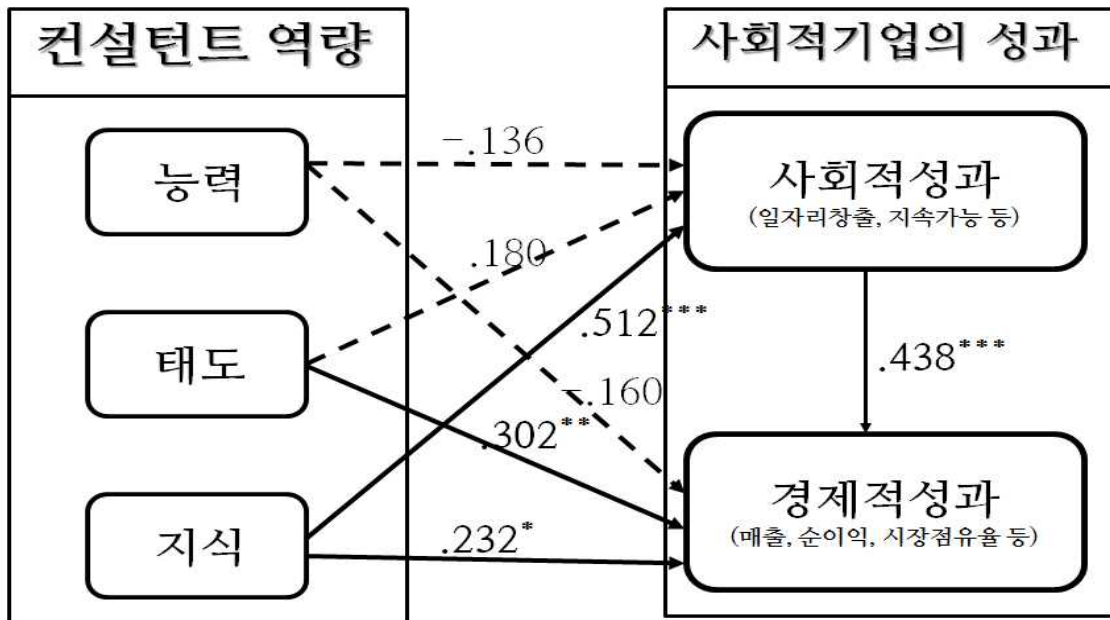 컨설턴트 역량
사회적기업의 성과
능력
태도
지식
-.136
.180
.512***
-.160
.302**
.232*
사회적성과
(일자리창출, 지속가능 등)
.438***
경제적성과
(매출, 순이익, 시장점유율 등)